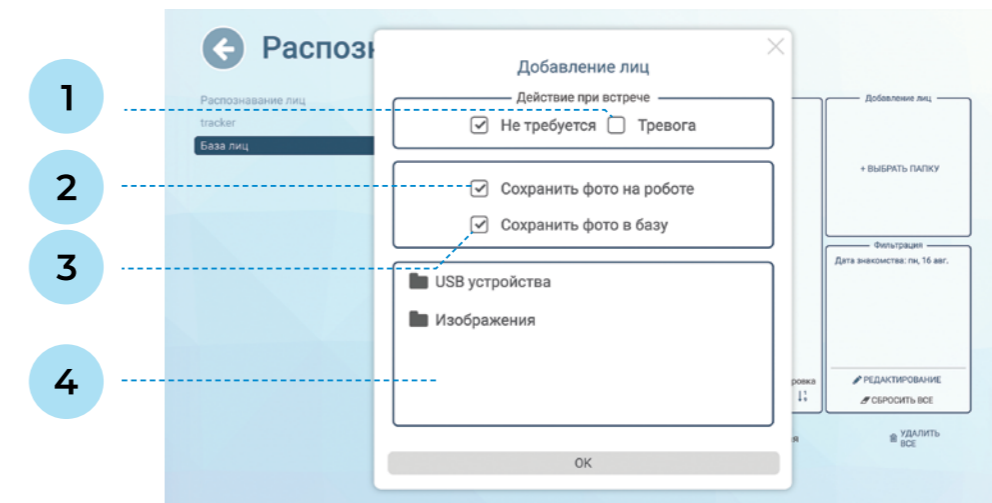 1
2
3
4
Распозн
Распознавание лиц
tracker
База лиц
Добавление лиц
Действие при встрече
Не требуется Тревога
Сохранить фото на роботе
Сохранить фото в базу
USB устройства
Изображения
OK
Добавление лиц
+ ВЫБРАТЬ ПАПКУ
Фильтрация
Дата знакомства: пн, 16 авг.
РЕДАКТИРОВАНИЕ
СБРОСИТЬ ВСЕ
ровка
УДАЛИТЬ
ВСЕ